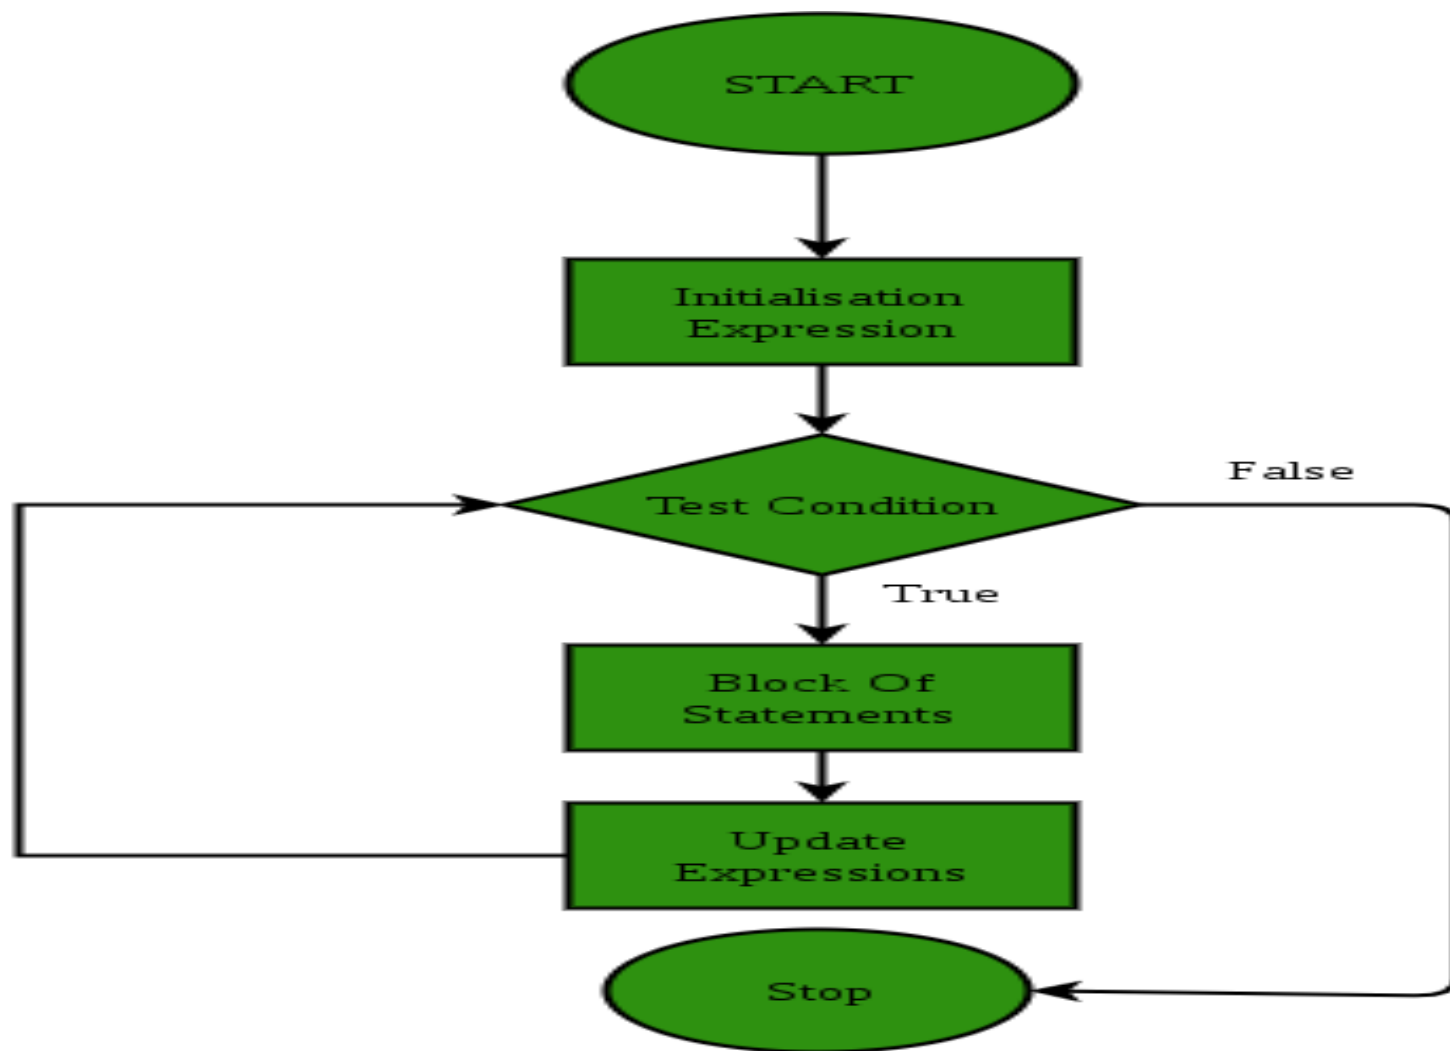 START
Initialisation
Expression
Test Condition
False
True
Block Of
Statements
Update
Expressions
Stop